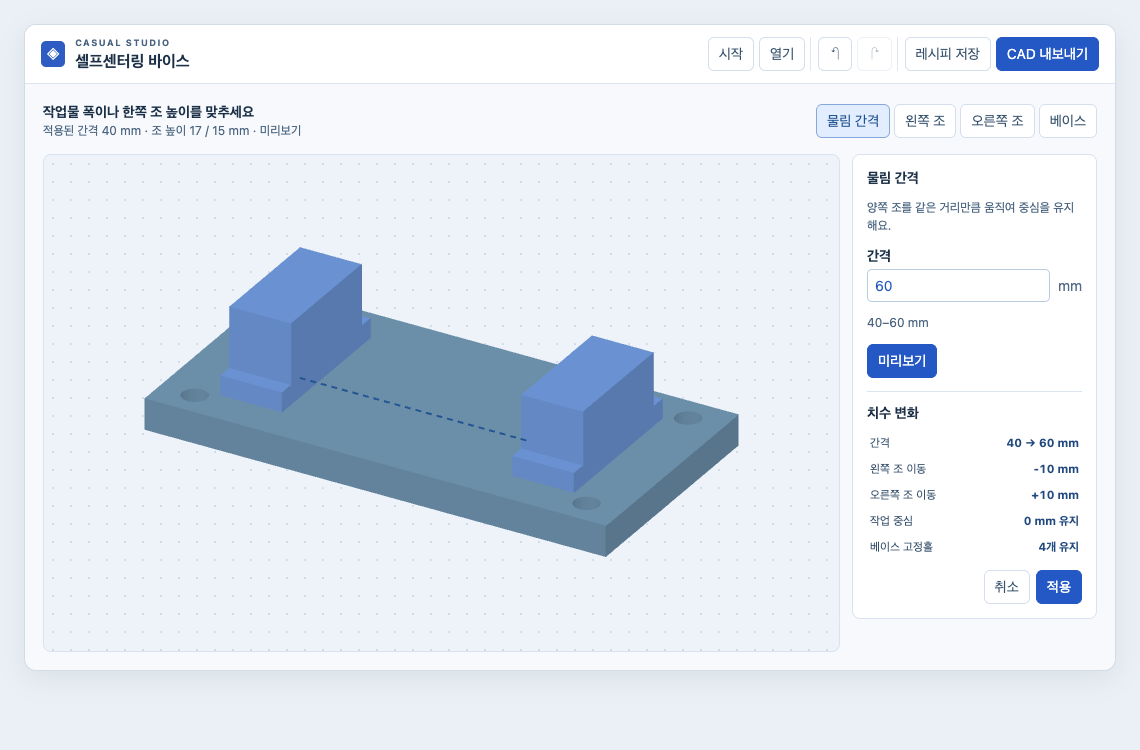 CASUAL STUDIO
셀프센터링 바이스
시작
열기
레시피 저장
CAD 내보내기
작업물 폭이나 한쪽 조 높이를 맞추세요
적용된 간격 40 mm · 조 높이 17 / 15 mm · 미리보기
물림 간격
왼쪽 조
오른쪽 조
베이스
물림 간격
양쪽 조를 같은 거리만큼 움직여 중심을 유지
해요.
간격
60 mm
40–60 mm
미리보기
치수 변화
간격 40 → 60 mm
왼쪽 조 이동 -10 mm
오른쪽 조 이동 +10 mm
작업 중심 0 mm 유지
베이스 고정홀 4개 유지
취소
적용